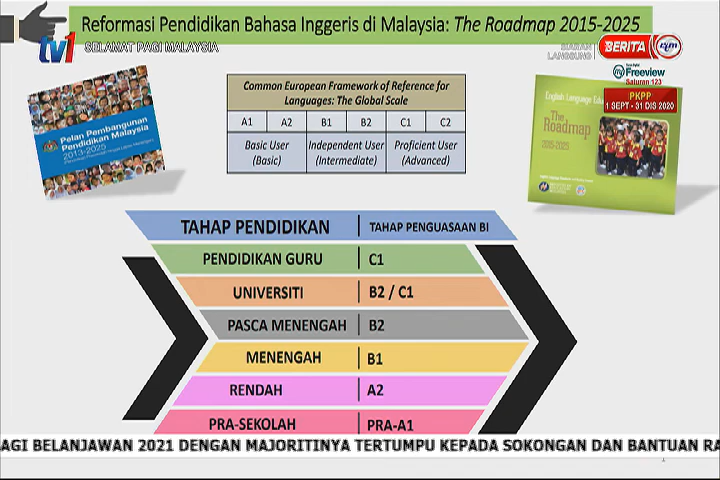 Reformasi Pendidikan Bahasa Inggeris di Malaysia: The Roadmap 2015-2025
tv1
SELAMAT PAGI MALAYSIA
SIARAN
LANGSUNG
BERITA
rtm
Freeview
Saluran 123
PKPP
1 SEPT - 31 DIS 2020
Common European Framework of Reference for
Languages: The Global Scale
A1 A2 B1 B2 C1 C2
Basic User
(Basic)
Independent User
(Intermediate)
Proficient User
(Advanced)
Pelan Pembangunan
Pendidikan Malaysia
2013-2025
English Language Edu
The
Roadmap
2015-2025
TAHAP PENDIDIKAN TAHAP PENGUASAAN BI
PENDIDIKAN GURU C1
UNIVERSITI B2 / C1
PASCA MENENGAH B2
MENENGAH B1
RENDAH A2
PRA-SEKOLAH PRA-A1
AGI BELANJAWAN 2021 DENGAN MAJORITINYA TERTUMPU KEPADA SOKONGAN DAN BANTUAN RA